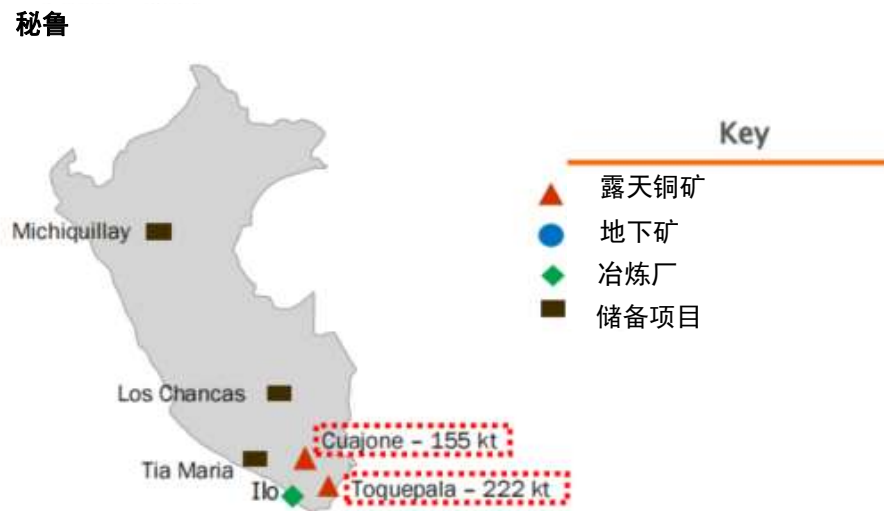 秘鲁
Key
露天铜矿
地下矿
冶炼厂
储备项目
Michiquillay
Los Chancas
Cuajone – 155 kt
Tia Maria
Ilo
Toquepala – 222 kt